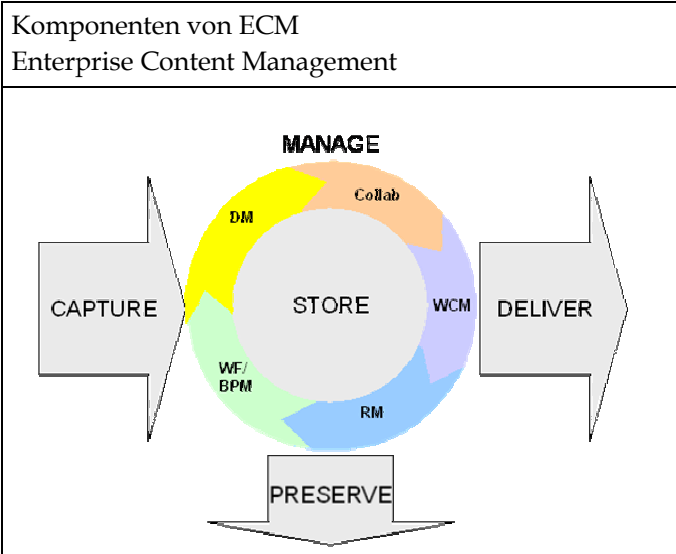 Komponenten von ECM
Enterprise Content Management
MANAGE
Collab
DM
CAPTURE
STORE
WCM
DELIVER
WF/
BPM
RM
PRESERVE